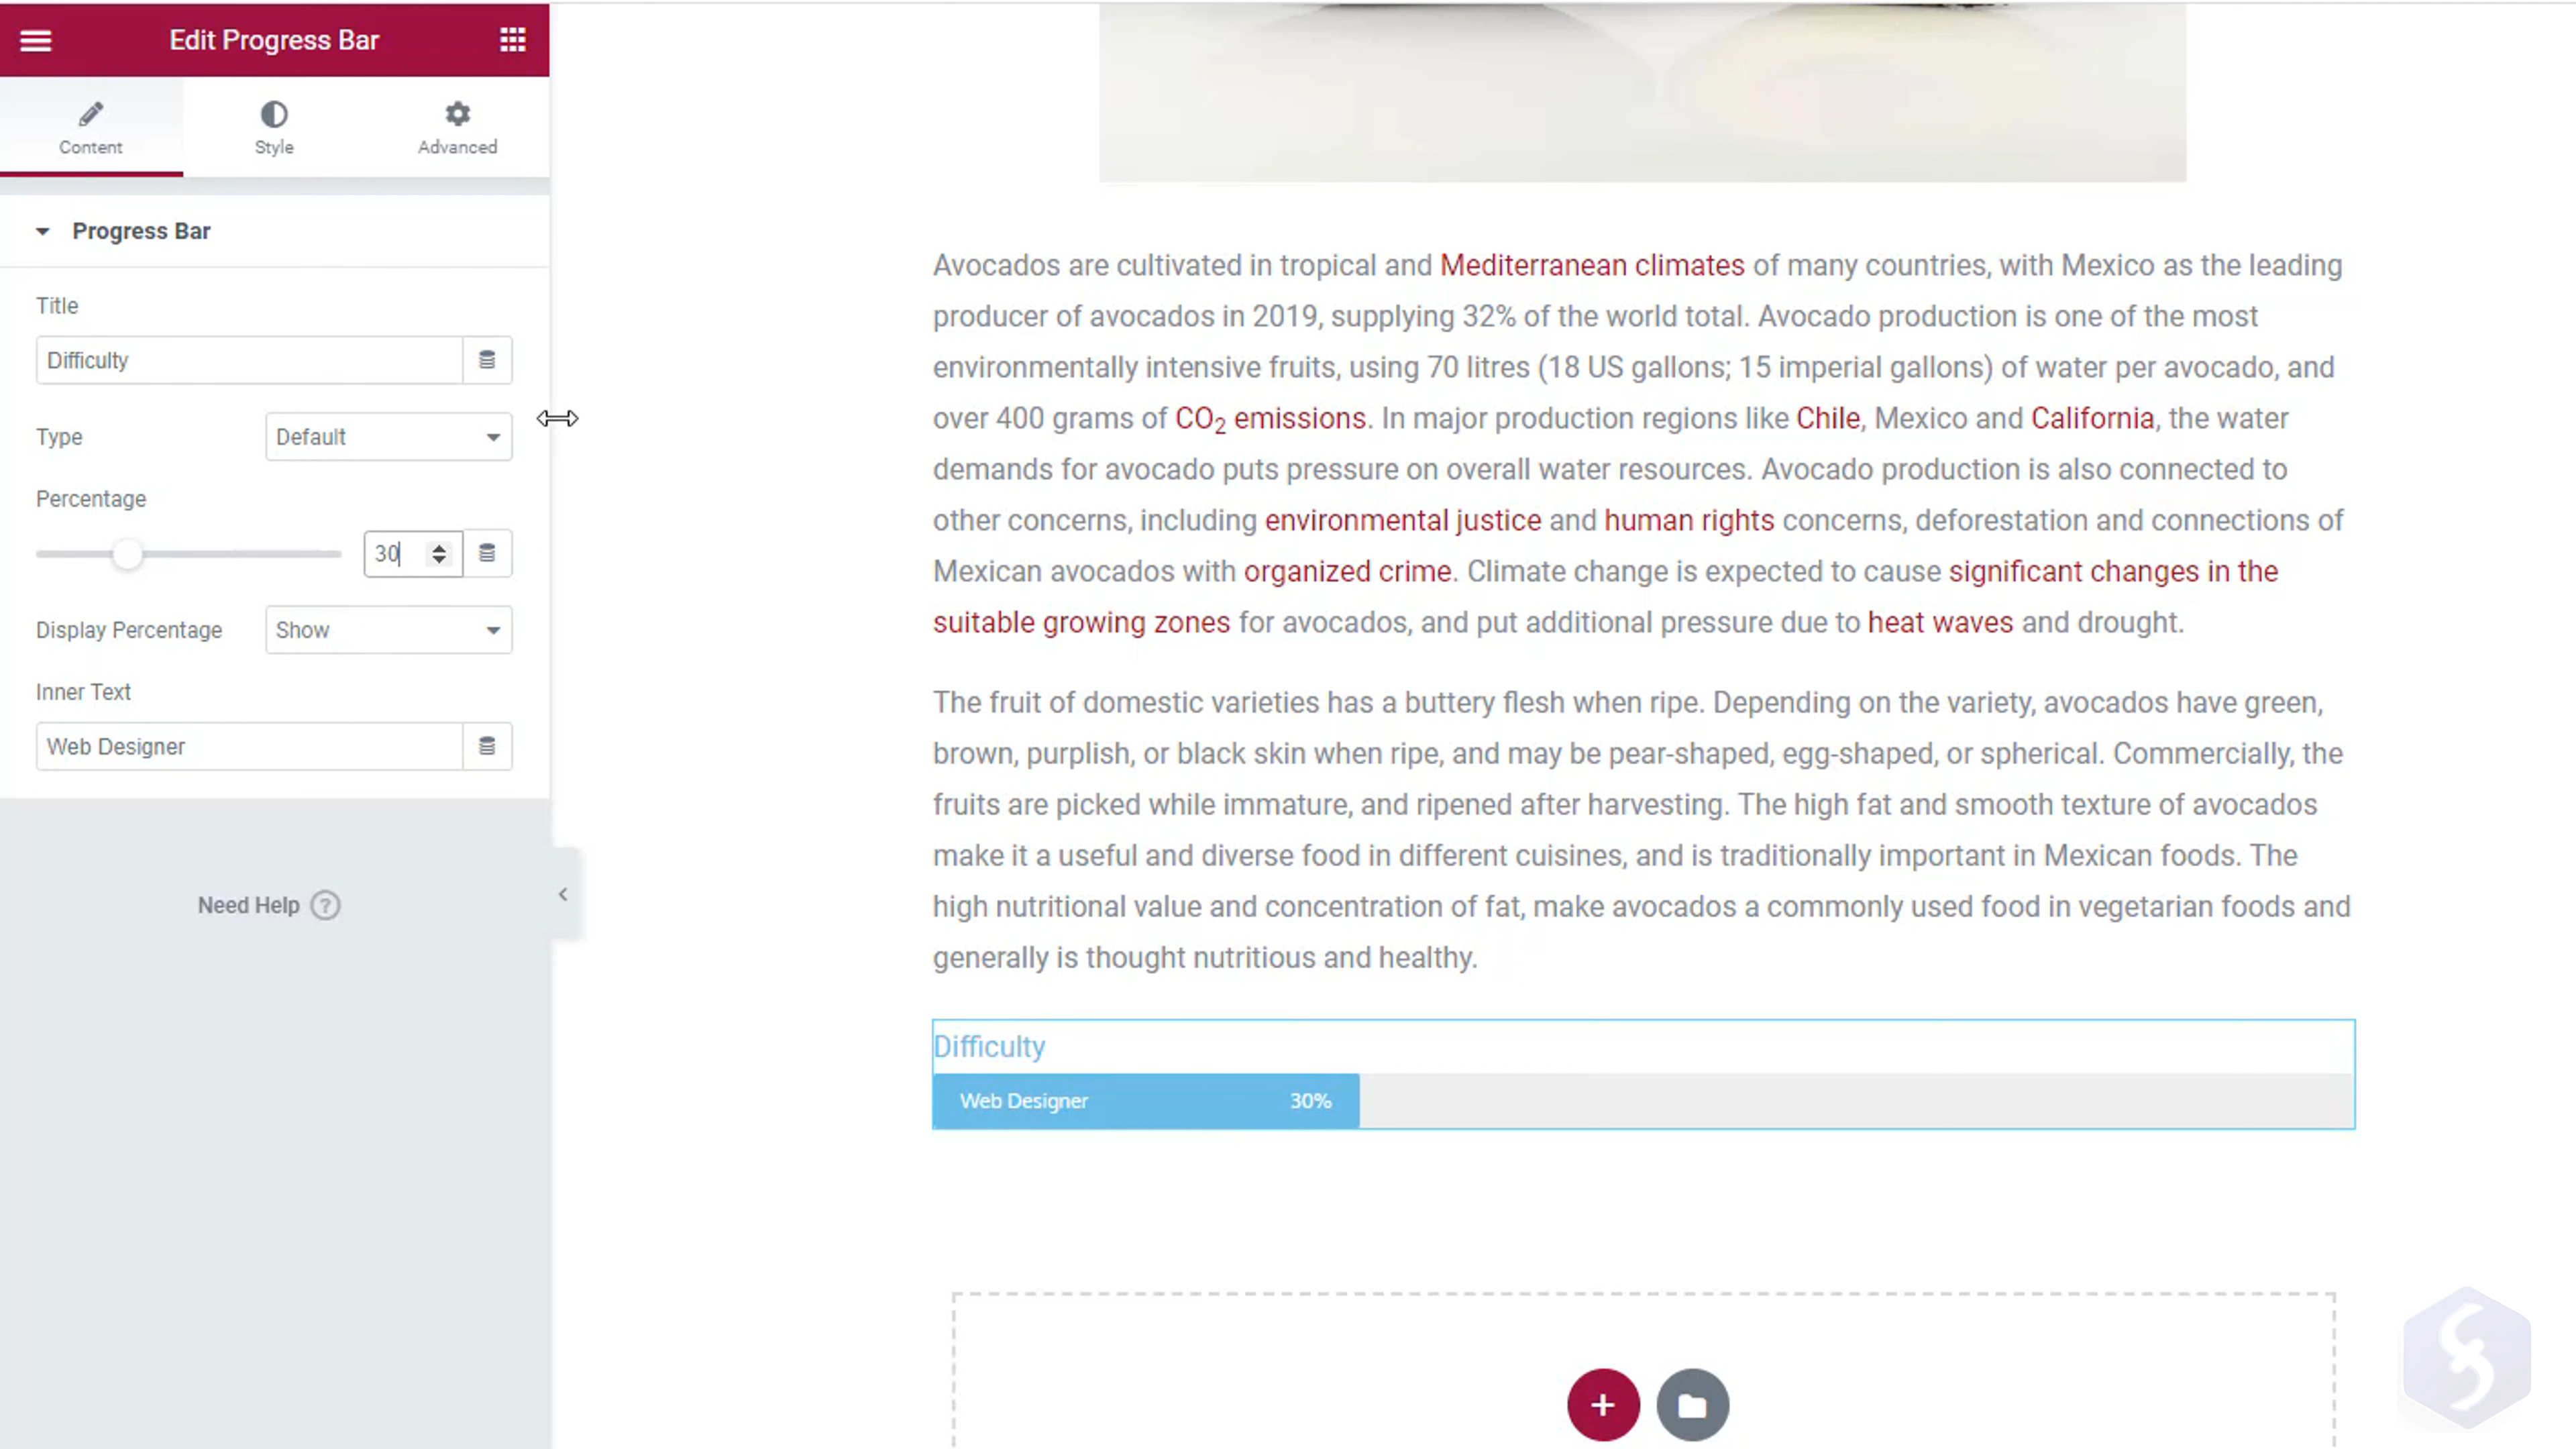 Edit Progress Bar
Content
Style
Advanced
Progress Bar
Title
Difficulty
Type
Default
Percentage
30
Display Percentage
Show
Inner Text
Web Designer
Need Help ?
Avocados are cultivated in tropical and Mediterranean climates of many countries, with Mexico as the leading
producer of avocados in 2019, supplying 32% of the world total. Avocado production is one of the most
environmentally intensive fruits, using 70 litres (18 US gallons; 15 imperial gallons) of water per avocado, and
over 400 grams of CO₂ emissions. In major production regions like Chile, Mexico and California, the water
demands for avocado puts pressure on overall water resources. Avocado production is also connected to
other concerns, including environmental justice and human rights concerns, deforestation and connections of
Mexican avocados with organized crime. Climate change is expected to cause significant changes in the
suitable growing zones for avocados, and put additional pressure due to heat waves and drought.
The fruit of domestic varieties has a buttery flesh when ripe. Depending on the variety, avocados have green,
brown, purplish, or black skin when ripe, and may be pear-shaped, egg-shaped, or spherical. Commercially, the
fruits are picked while immature, and ripened after harvesting. The high fat and smooth texture of avocados
make it a useful and diverse food in different cuisines, and is traditionally important in Mexican foods. The
high nutritional value and concentration of fat, make avocados a commonly used food in vegetarian foods and
generally is thought nutritious and healthy.
Difficulty
Web Designer 30%